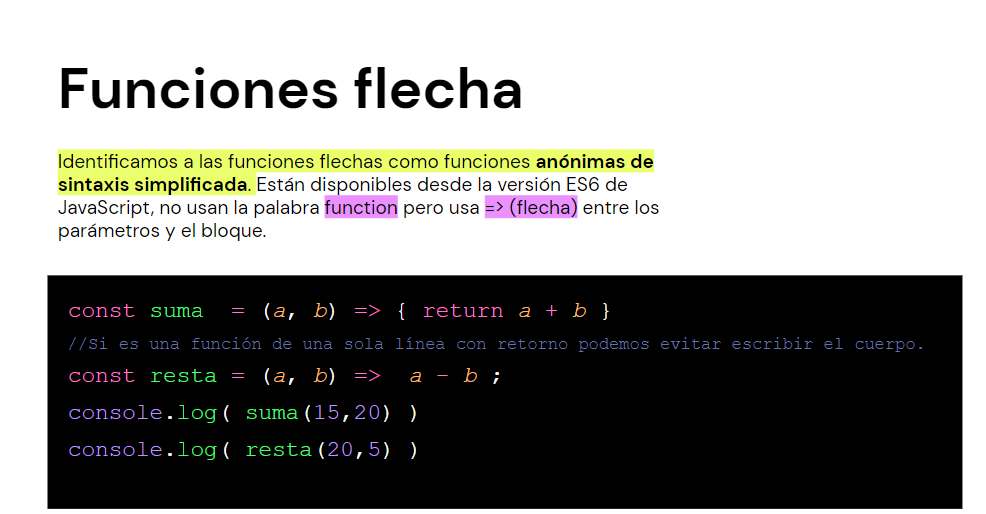 Funciones flecha
Identificamos a las funciones flechas como funciones anónimas de
sintaxis simplificada. Están disponibles desde la versión ES6 de
JavaScript, no usan la palabra function pero usa => (flecha) entre los
parámetros y el bloque.
const suma  = (a, b) => { return a + b }
//Si es una función de una sola línea con retorno podemos evitar escribir el cuerpo.
const resta = (a, b) =>  a - b ;
console.log( suma(15,20) )
console.log( resta(20,5) )